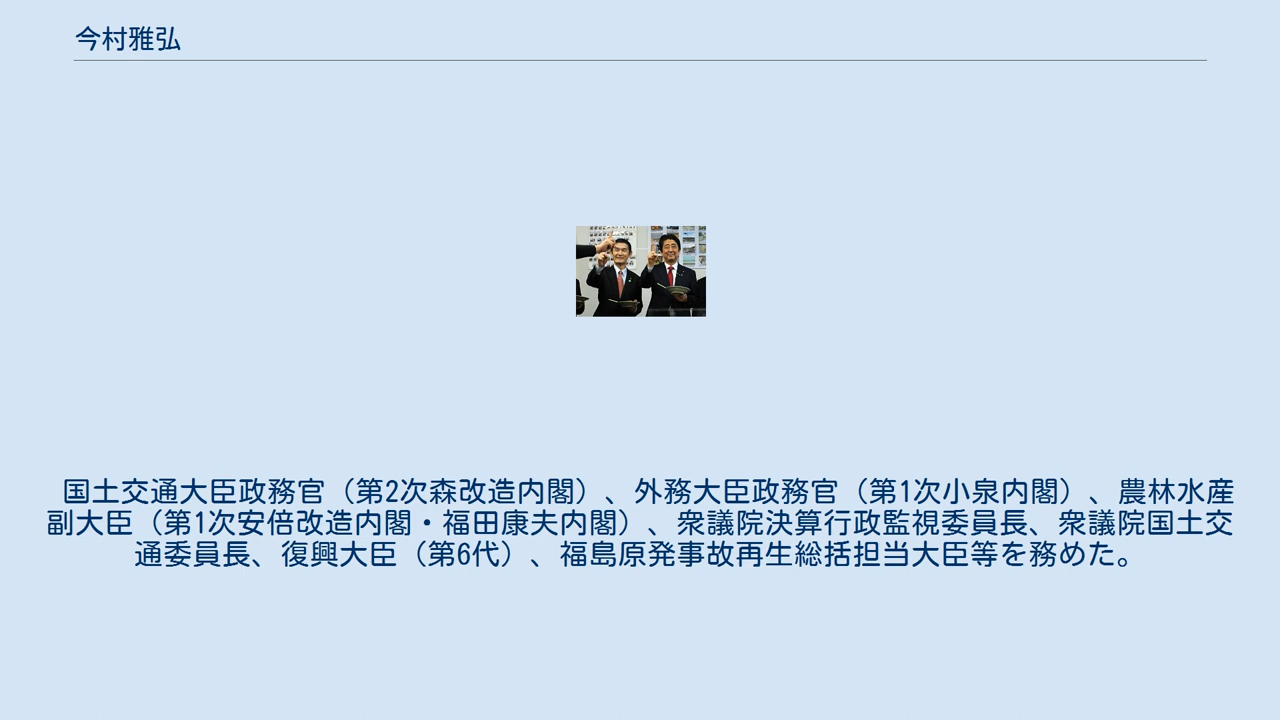 今村雅弘
国土交通大臣政務官（第2次森改造内閣）、外務大臣政務官（第1次小泉内閣）、農林水産
副大臣（第1次安倍改造内閣・福田康夫内閣）、衆議院決算行政監視委員長、衆議院国土交
通委員長、復興大臣（第6代）、福島原発事故再生総括担当大臣等を務めた。